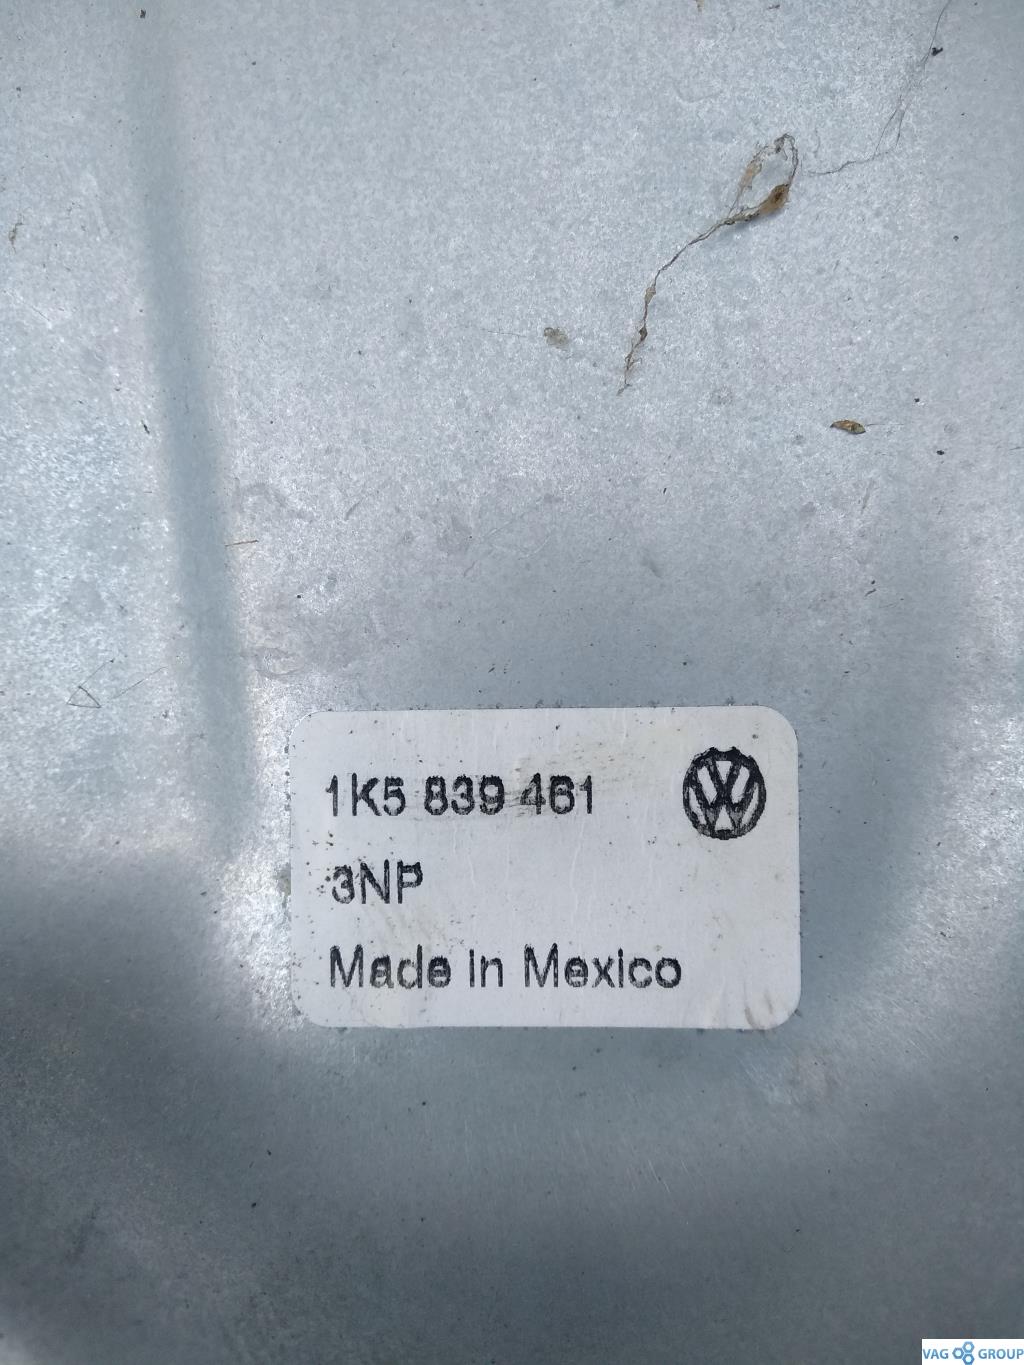 1K5 839 461
3NP
Made in Mexico
VAG GROUP